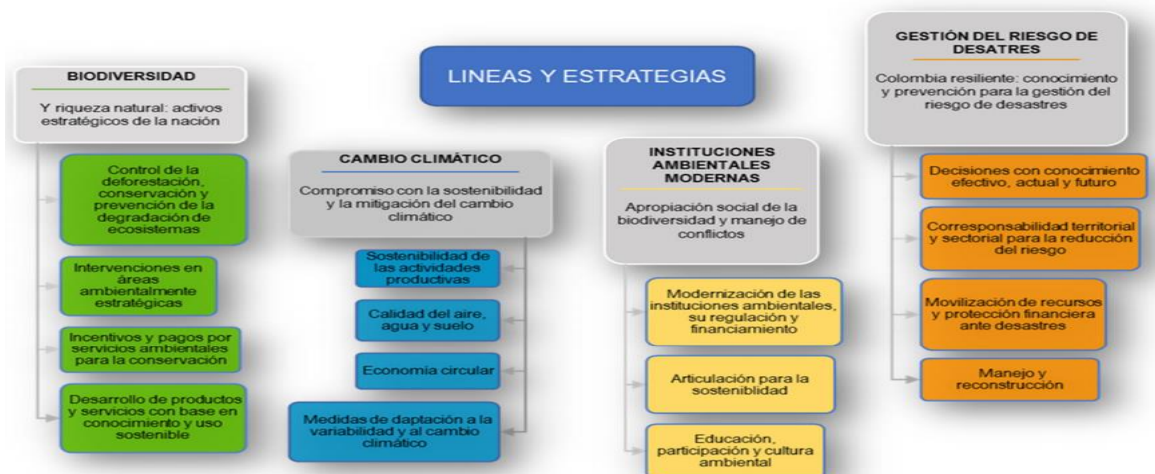 LINEAS Y ESTRATEGIAS
BIODIVERSIDAD
Y riqueza natural: activos
estratégicos de la nación
Control de la
deforestación,
conservación y
prevención de la
degradación de
ecosistemas
Intervenciones en
áreas
ambientalmente
estratégicas
Incentivos y pagos por
servicios ambientales
para la conservación
Desarrollo de productos
y servicios con base en
conocimiento y uso
sostenible
CAMBIO CLIMÁTICO
Compromiso con la sostenibilidad
y la mitigación del cambio
climático
Sostenibilidad de
las actividades
productivas
Calidad del aire,
agua y suelo
Economía circular
Medidas de daptación a la
variabilidad y al cambio
climático
INSTITUCIONES
AMBIENTALES
MODERNAS
Apropiación social de la
biodiversidad y manejo de
conflictos
Modernización de las
instituciones ambientales,
su regulación y
financiamiento
Articulación para la
sosteniblidad
Educación,
participación y cultura
ambiental
GESTIÓN DEL RIESGO DE
DESATRES
Colombia resiliente: conocimiento
y prevención para la gestión del
riesgo de desastres
Decisiones con conocimiento
efectivo, actual y futuro
Corresponsabilidad territorial
y sectorial para la reducción
del riesgo
Movilización de recursos
y protección financiera
ante desastres
Manejo y
reconstrucción